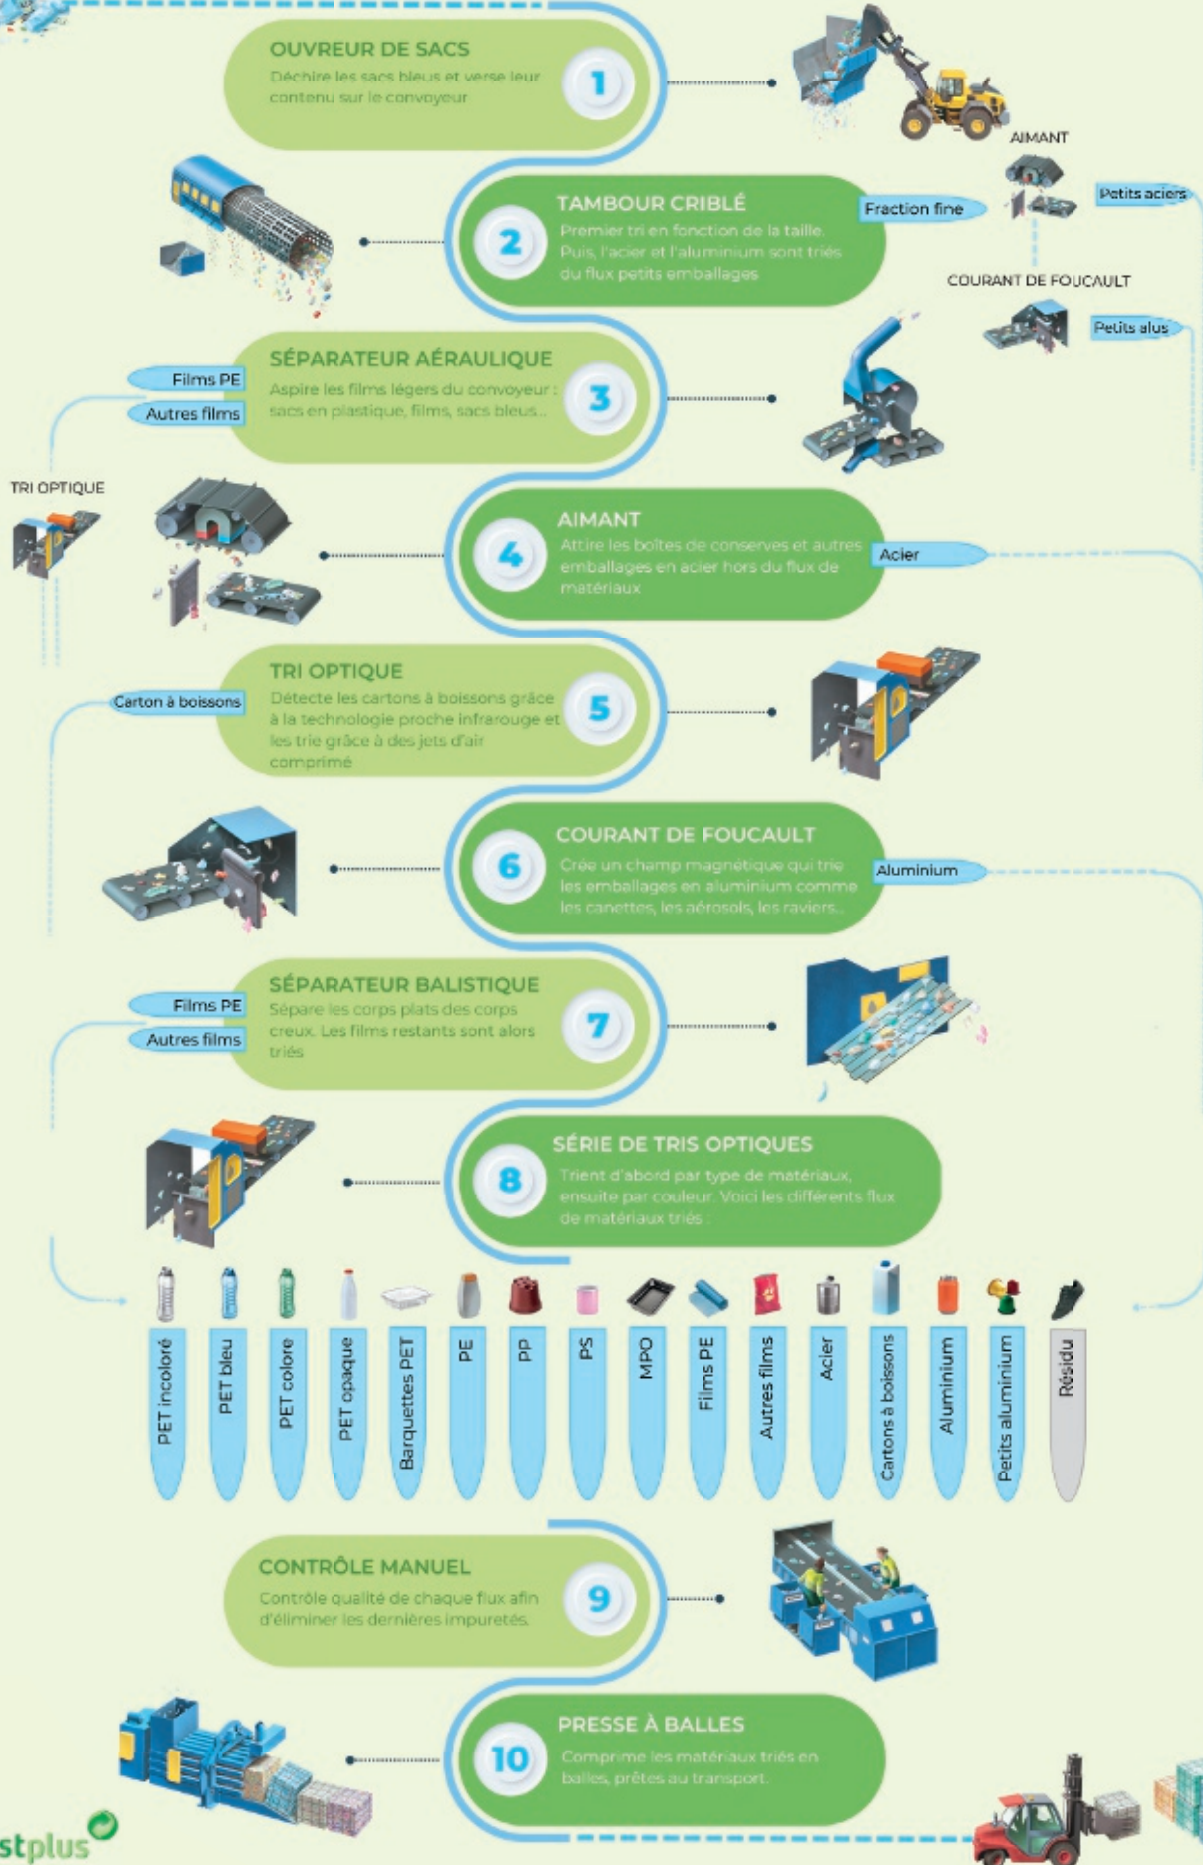 OUVREUR DE SACS
Déchire les sacs bleus et verse leur
contenu sur le convoyeur
1
AIMANT
Petits aciers
TAMBOUR CRIBLÉ
Premier tri en fonction de la taille.
Puis, l'acier et l'aluminium sont triés
du flux petits emballages
2
Fraction fine
COURANT DE FOUCAULT
Petits alus
SÉPARATEUR AÉRAULIQUE
Aspire les films légers du convoyeur :
sacs en plastique, films, sacs bleus...
3
Films PE
Autres films
TRI OPTIQUE
AIMANT
Attire les boîtes de conserves et autres
emballages en acier hors du flux de
matériaux
4
Acier
TRI OPTIQUE
Détecte les cartons à boissons grâce
à la technologie proche infrarouge et
les trie grâce à des jets d'air
comprimé
5
Carton à boissons
COURANT DE FOUCAULT
Crée un champ magnétique qui trie
les emballages en aluminium comme
les canettes, les aérosols, les raviers...
6
Aluminium
SÉPARATEUR BALISTIQUE
Sépare les corps plats des corps
creux. Les films restants sont alors
triés
7
Films PE
Autres films
SÉRIE DE TRIS OPTIQUES
Trient d'abord par type de matériaux,
ensuite par couleur. Voici les différents flux
de matériaux triés :
8
PET incoloré
PET bleu
PET colore
PET opaque
Barquettes PET
PE
PP
PS
MPO
Films PE
Autres films
Acier
Cartons à boissons
Aluminium
Petits aluminium
Résidu
CONTRÔLE MANUEL
Contrôle qualité de chaque flux afin
d'éliminer les dernières impuretés.
9
PRESSE À BALLES
Comprime les matériaux triés en
balles, prêtes au transport.
10
stplus